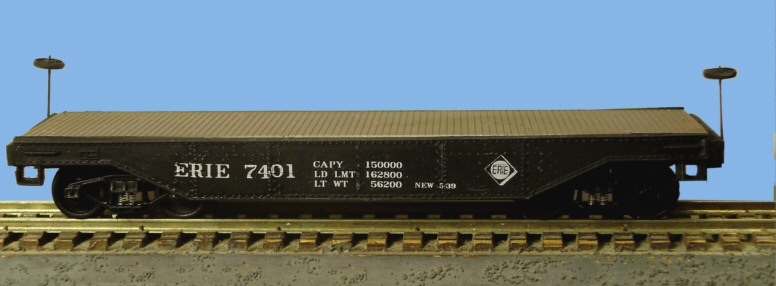 ERIE 7401
CAPY 150000
LD LMT 162800
LT WT 56200 NEW 5-39
ERIE